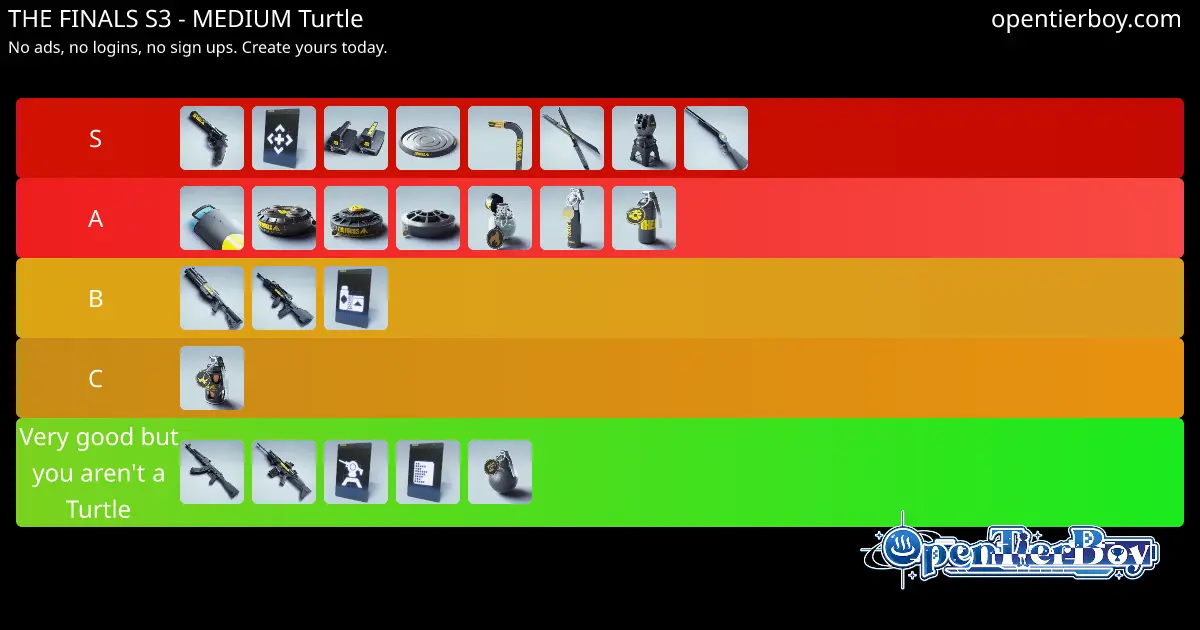 THE FINALS S3 - MEDIUM Turtle
opentierboy.com
No ads, no logins, no sign ups. Create yours today.
S
A
B
C
Very good but
you aren't a
Turtle
OpenTierBoy